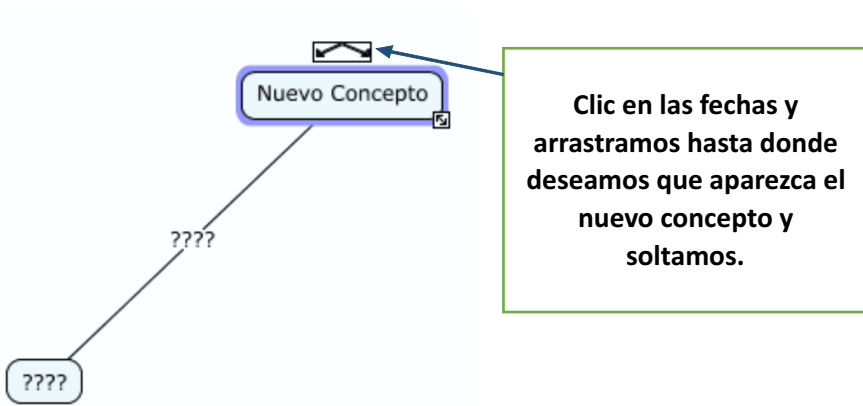 Nuevo Concepto
Clic en las fechas y
arrastramos hasta donde
deseamos que aparezca el
nuevo concepto y
soltamos.
????
????